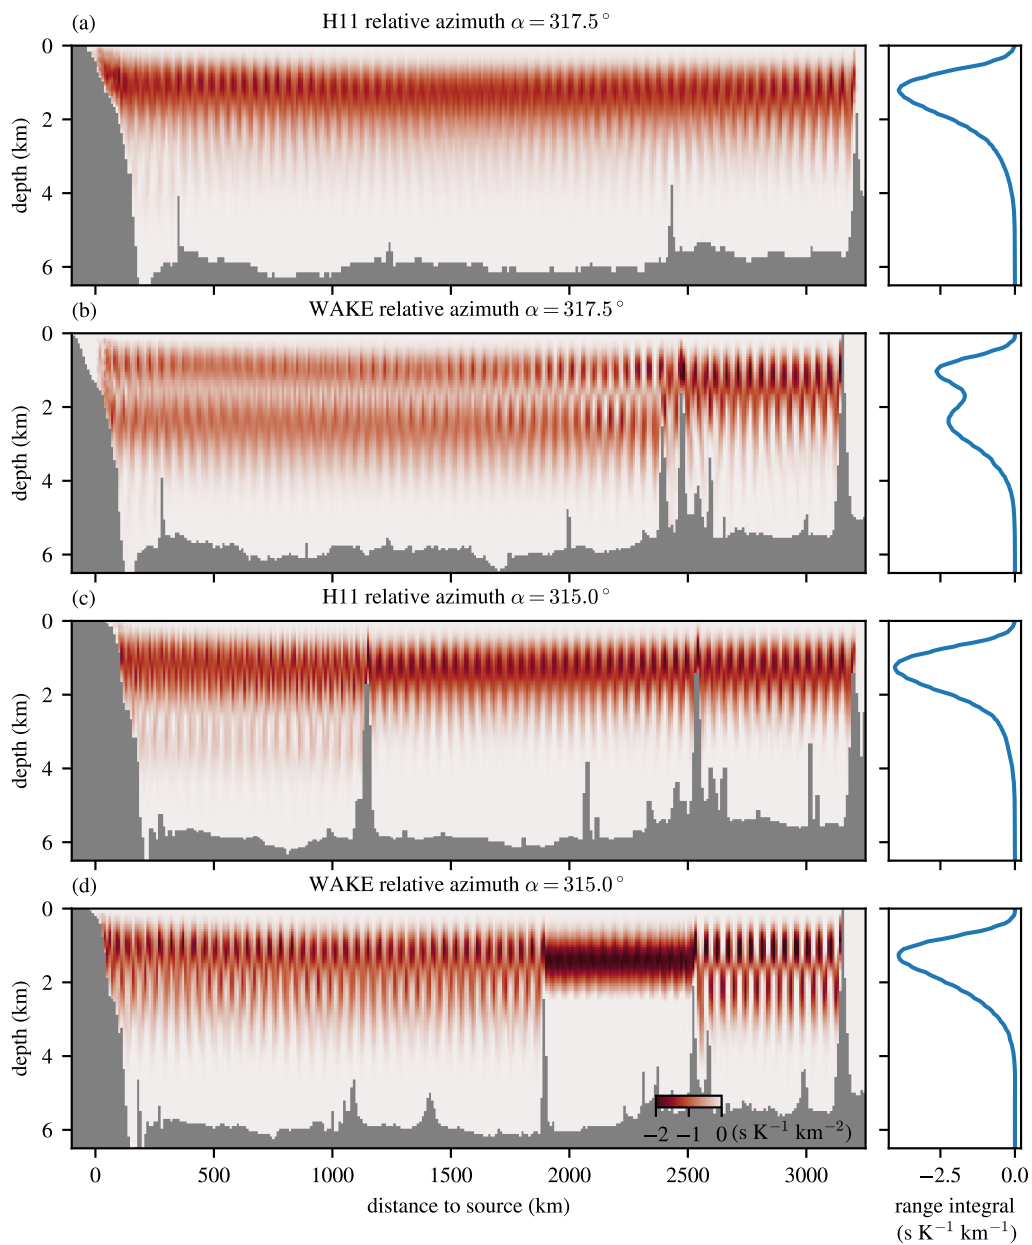 (a)
H11 relative azimuth α = 317.5°
0
2
4
6
depth (km)
(b)
WAKE relative azimuth α = 317.5°
0
2
4
6
depth (km)
(c)
H11 relative azimuth α = 315.0°
0
2
4
6
depth (km)
(d)
WAKE relative azimuth α = 315.0°
0
2
4
6
depth (km)
−2 −1 0 (s K⁻¹ km⁻²)
0 500 1000 1500 2000 2500 3000
distance to source (km)
−2.5 0.0
range integral
(s K⁻¹ km⁻¹)